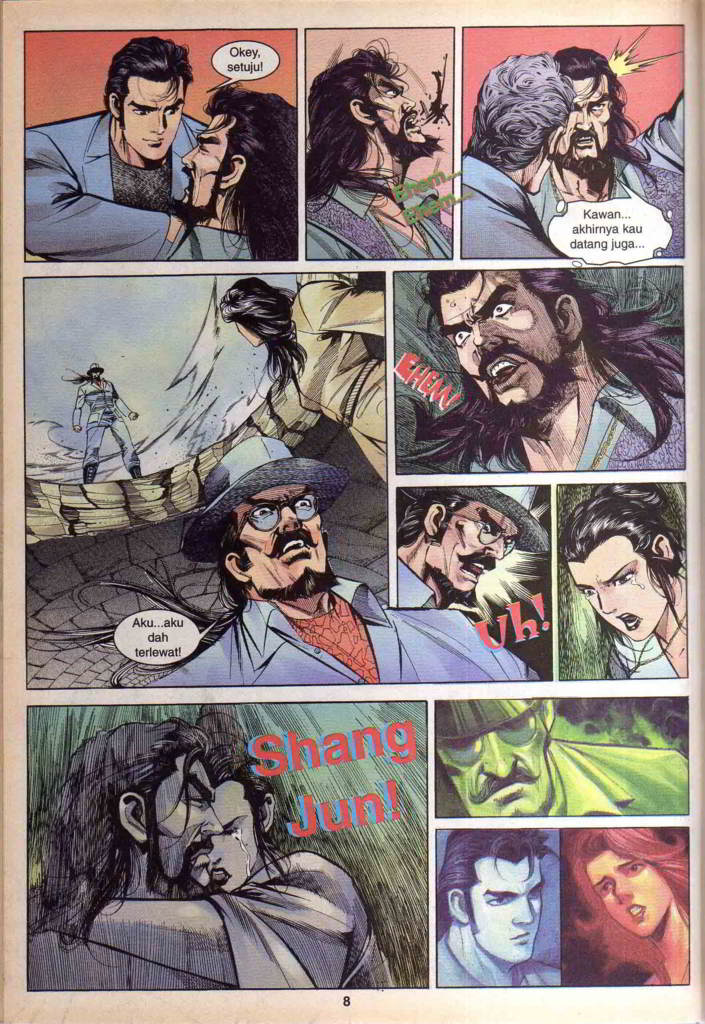 Okey,
setuju!
Ehem...
Ehem...
Kawan...
akhirnya kau
datang juga...
Aku...aku
dah
terlewat!
EHEM!
Uh!
Shang
Jun!
8